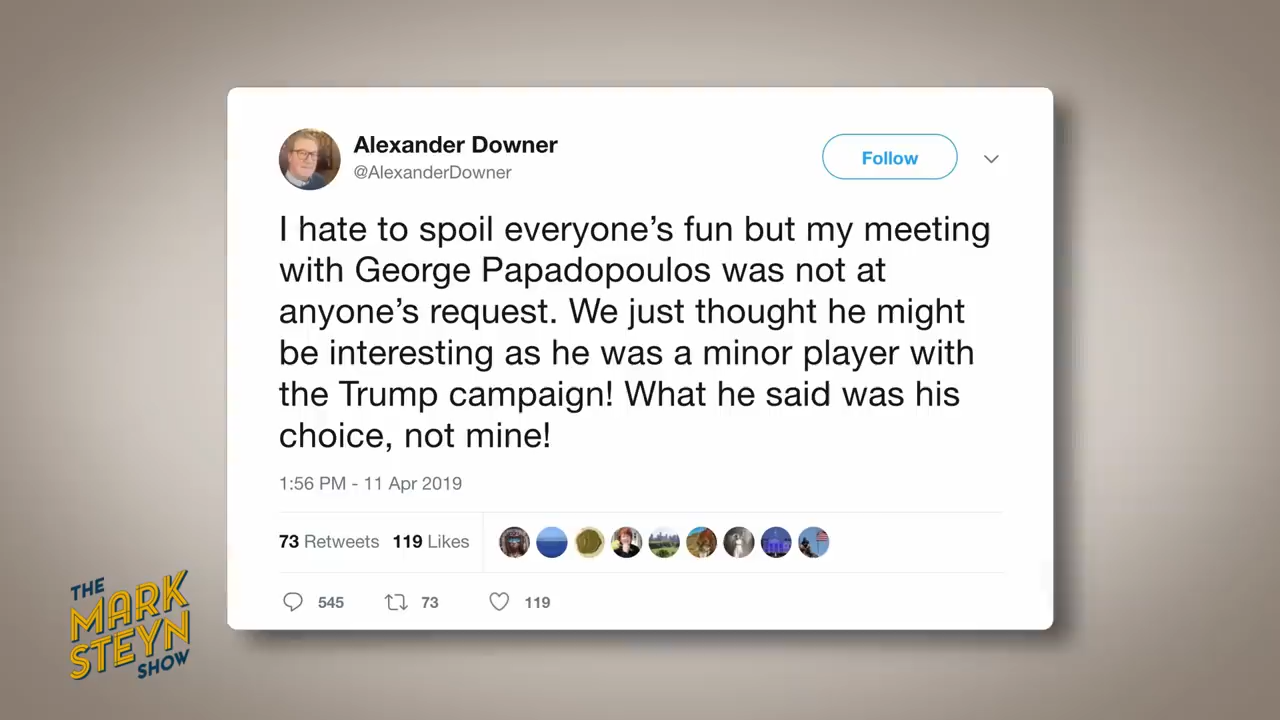 Alexander Downer
@AlexanderDowner
Follow
I hate to spoil everyone’s fun but my meeting
with George Papadopoulos was not at
anyone’s request. We just thought he might
be interesting as he was a minor player with
the Trump campaign! What he said was his
choice, not mine!
1:56 PM - 11 Apr 2019
73 Retweets 119 Likes
545 73 119
THE
MARK
STEYN
SHOW